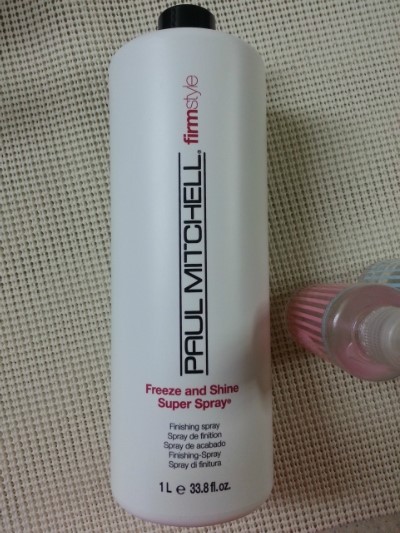 PAUL MITCHELL® firmstyle
Freeze and Shine
Super Spray®
Finishing spray
Spray de finition
Spray de acabado
Finishing-Spray
Spray di finitura
1 L e 33.8 fl.oz.